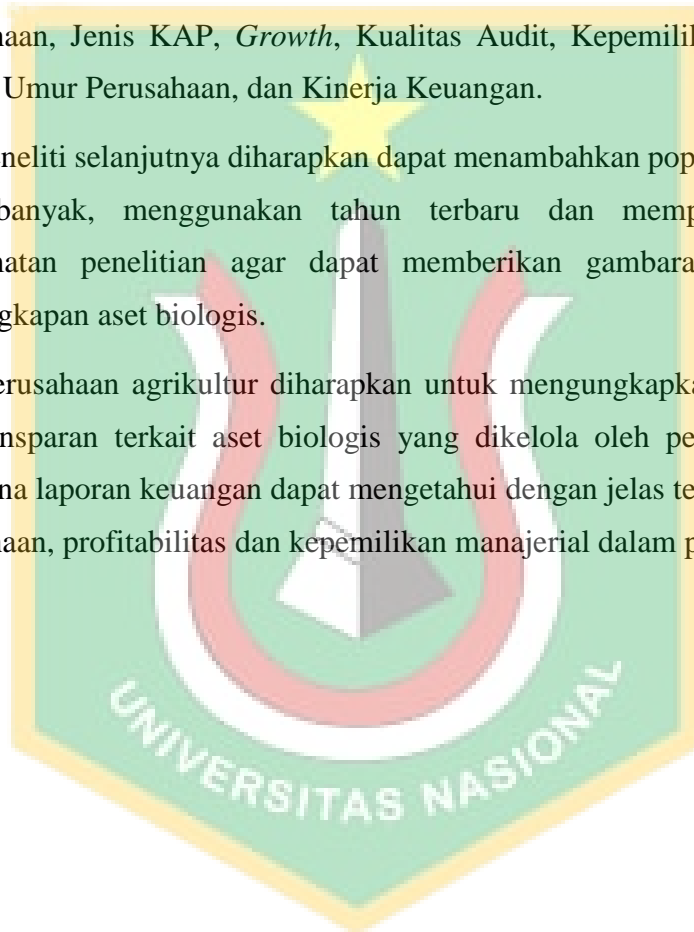 haan, Jenis KAP, Growth, Kualitas Audit, Kepemilik
Umur Perusahaan, dan Kinerja Keuangan.
eneliti selanjutnya diharapkan dapat menambahkan pop
banyak, menggunakan tahun terbaru dan memp
matan penelitian agar dapat memberikan gambara
gkapan aset biologis.
erusahaan agrikultur diharapkan untuk mengungkapka
nsparan terkait aset biologis yang dikelola oleh pe
na laporan keuangan dapat mengetahui dengan jelas te
haan, profitabilitas dan kepemilikan manajerial dalam p
UNIVERSITAS NASIONAL